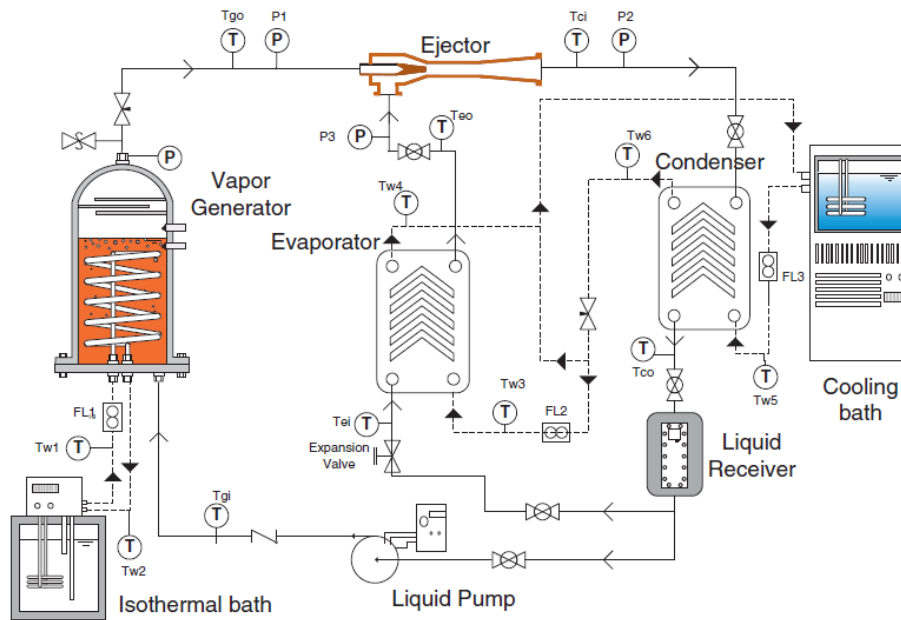 Tgo
P1
Tci
P2
T
P
Ejector
T
P
P3
P
T
Teo
Tw6
T
Condenser
P
Vapor
Generator
Tw4
T
Evaporator
FL3
T
Tco
T
Tw5
Cooling
bath
FL1
Tw1
T
Tei
T
Tw3
T
FL2
Expansion
Valve
Liquid
Receiver
Tgi
T
T
Tw2
Isothermal bath
Liquid Pump